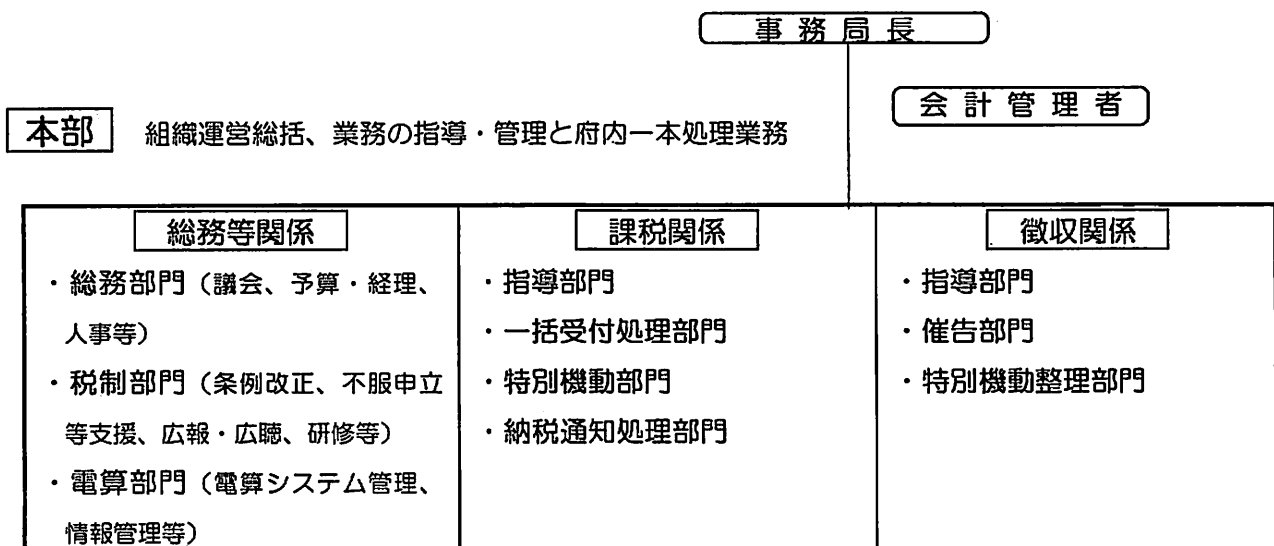 事務局長
会計管理者
本部 組織運営総括、業務の指導・管理と府内一本処理業務
総務等関係
・総務部門（議会、予算・経理、
人事等）
・税制部門（条例改正、不服申立
等支援、広報・広聴、研修等）
・電算部門（電算システム管理、
情報管理等）
課税関係
・指導部門
・一括受付処理部門
・特別機動部門
・納税通知処理部門
徴収関係
・指導部門
・催告部門
・特別機動整理部門